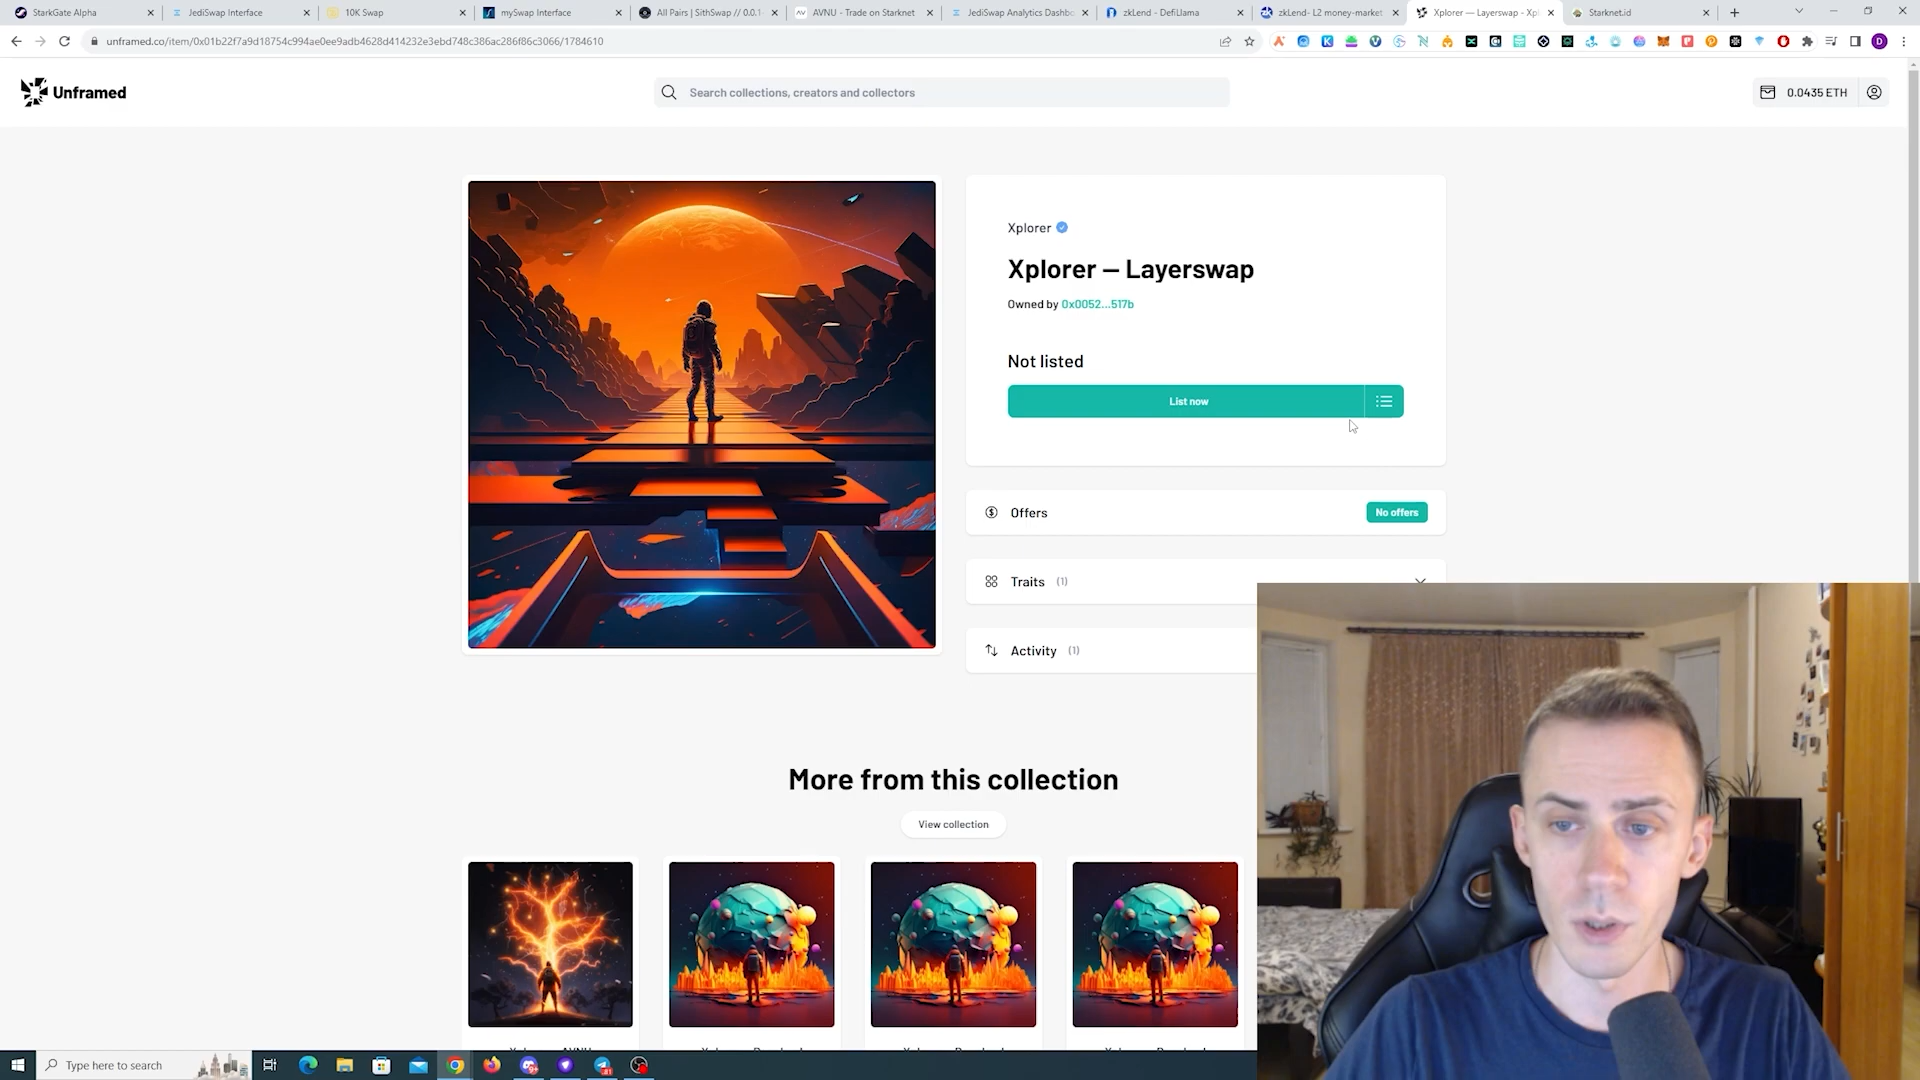 StarkGate Alpha
JediSwap Interface
10K Swap
mySwap Interface
All Pairs | SithSwap // 0.0.1-
AVNU - Trade on Starknet
JediSwap Analytics Dashbo
zkLend - DefiLlama
zkLend- L2 money-market
Xplorer — Layerswap - Xpl
Starknet.id
unframed.co/item/0x01b22f7a9d18754c994ae0ee9adb4628d414232e3ebd748c386ac286f86c3066/1784610
Unframed
Search collections, creators and collectors
0.0435 ETH
Xplorer
Xplorer — Layerswap
Owned by 0x0052...517b
Not listed
List now
Offers
No offers
Traits (1)
Activity (1)
More from this collection
View collection
Type here to search